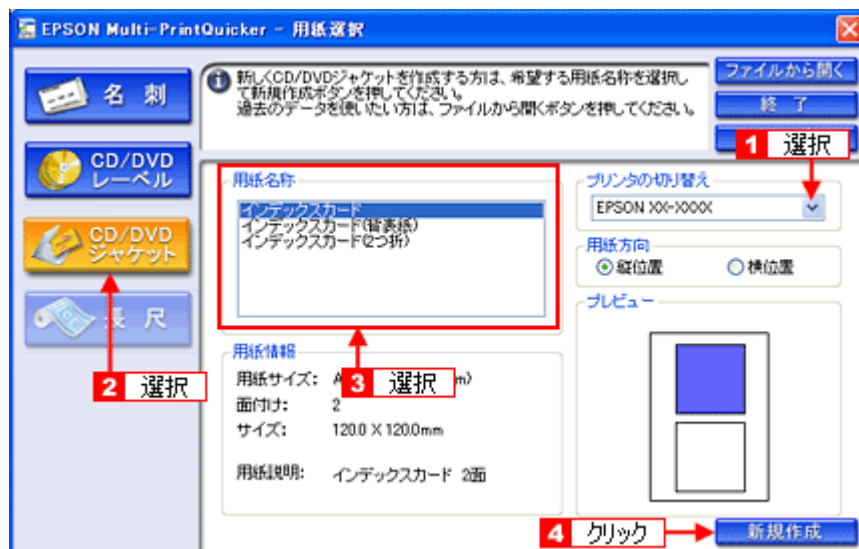 EPSON Multi-PrintQuicker - 用紙選択
新しくCD/DVDジャケットを作成する方は、希望する用紙名称を選択し
て新規作成ボタンを押してください。
過去のデータを使いたい方は、ファイルから開くボタンを押してください。
ファイルから開く
終 了
1 選択
名 刺
CD/DVD
レーベル
CD/DVD
ジャケット
長 尺
2 選択
用紙名称
インデックスカード
インデックスカード(背表紙)
インデックスカード(2つ折)
3 選択
用紙情報
用紙サイズ:
面付け: 2
サイズ: 120.0 X 120.0mm
用紙説明: インデックスカード 2面
プリンタの切り替え
EPSON XX-XXXX
用紙方向
縦位置 横位置
プレビュー
4 クリック
新規作成